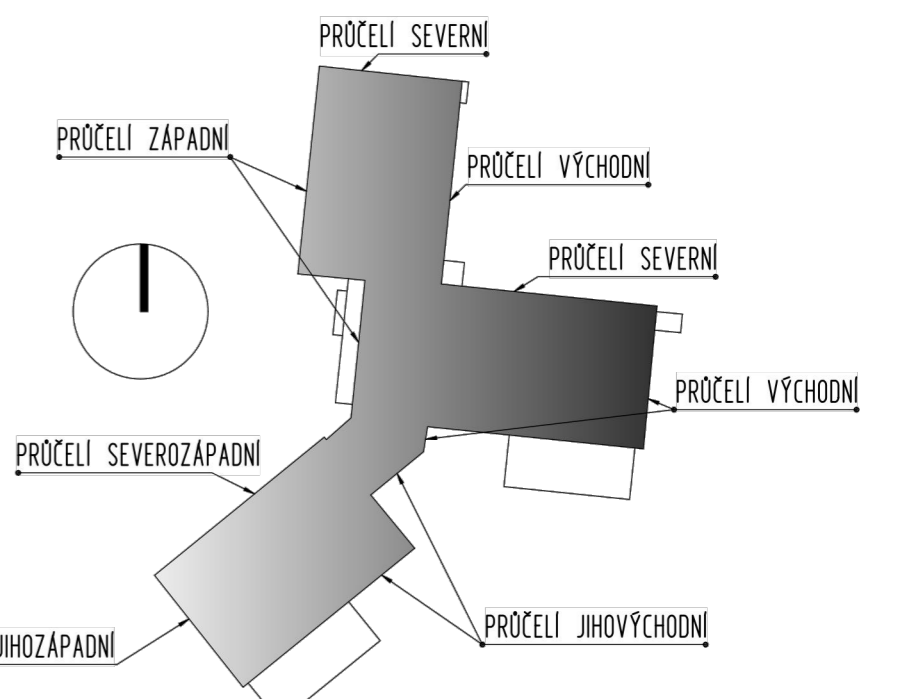 PRŮČELÍ SEVERNÍ
PRŮČELÍ ZÁPADNÍ
PRŮČELÍ VÝCHODNÍ
PRŮČELÍ SEVERNÍ
PRŮČELÍ VÝCHODNÍ
PRŮČELÍ SEVEROZÁPADNÍ
PRŮČELÍ JIHOVÝCHODNÍ
JIHOZÁPADNÍ